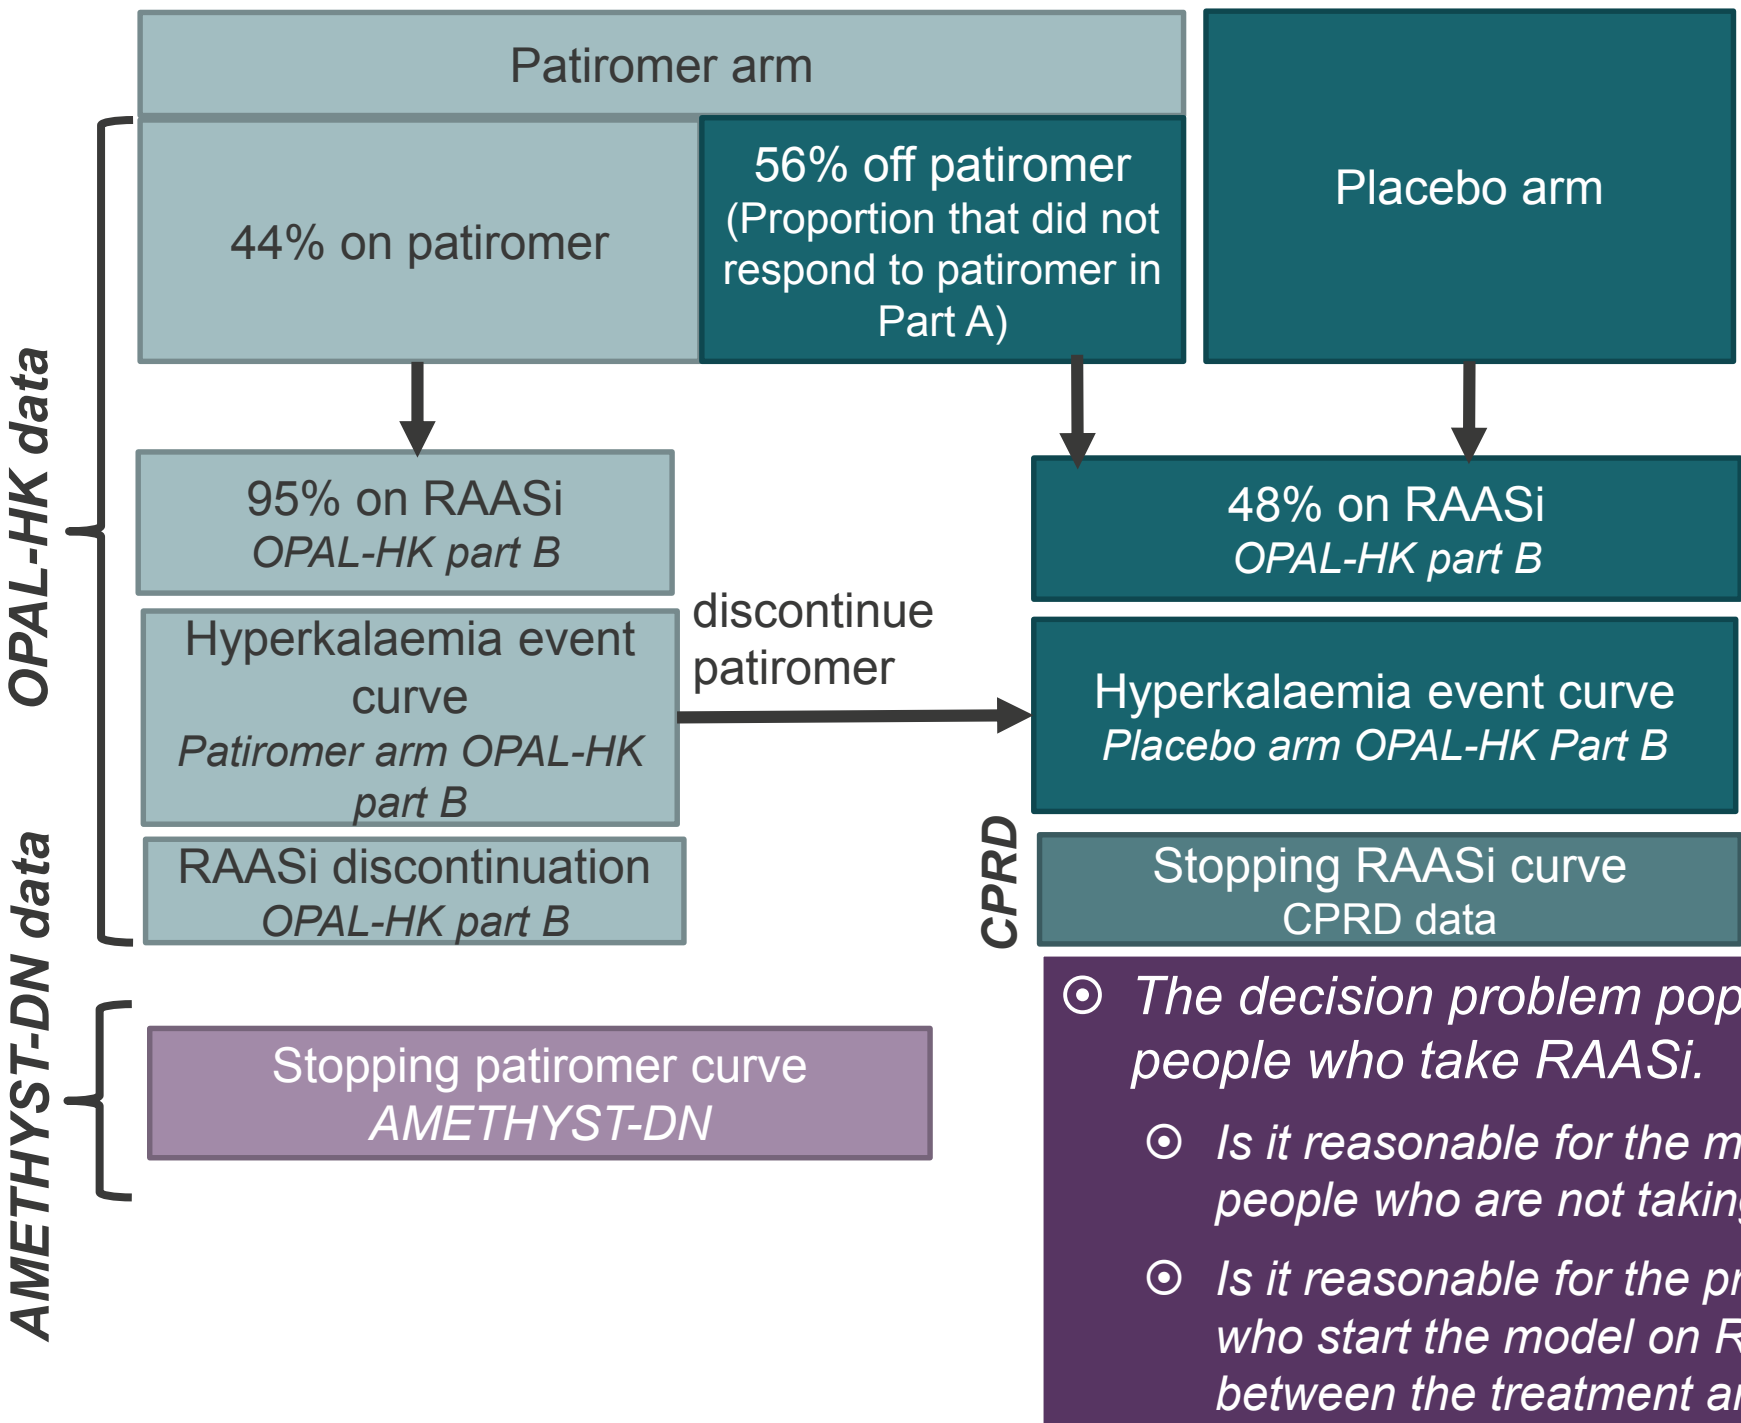 Patiromer arm
44% on patiromer
56% off patiromer
(Proportion that did not
respond to patiromer in
Part A)
Placebo arm
OPAL-HK data
95% on RAASi
OPAL-HK part B
48% on RAASi
OPAL-HK part B
Hyperkalaemia event
curve
Patiromer arm OPAL-HK
part B
discontinue
patiromer
Hyperkalaemia event curve
Placebo arm OPAL-HK Part B
RAASi discontinuation
OPAL-HK part B
CPRD
Stopping RAASi curve
CPRD data
AMETHYST-DN data
Stopping patiromer curve
AMETHYST-DN
The decision problem
people who take RAASi.
Is it reasonable for the
people who are not
Is it reasonable for the
who start the model on
between the treatment